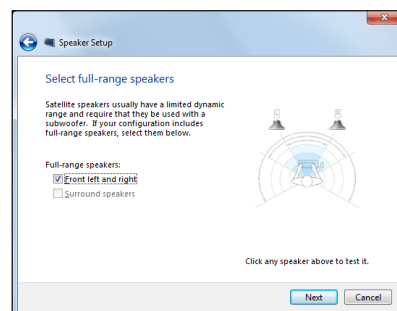 Speaker Setup
Select full-range speakers
Satellite speakers usually have a limited dynamic
range and require that they be used with a
subwoofer. If your configuration includes
full-range speakers, select them below.
L R
Full-range speakers:
Front left and right
Surround speakers
Click any speaker above to test it.
Next Cancel